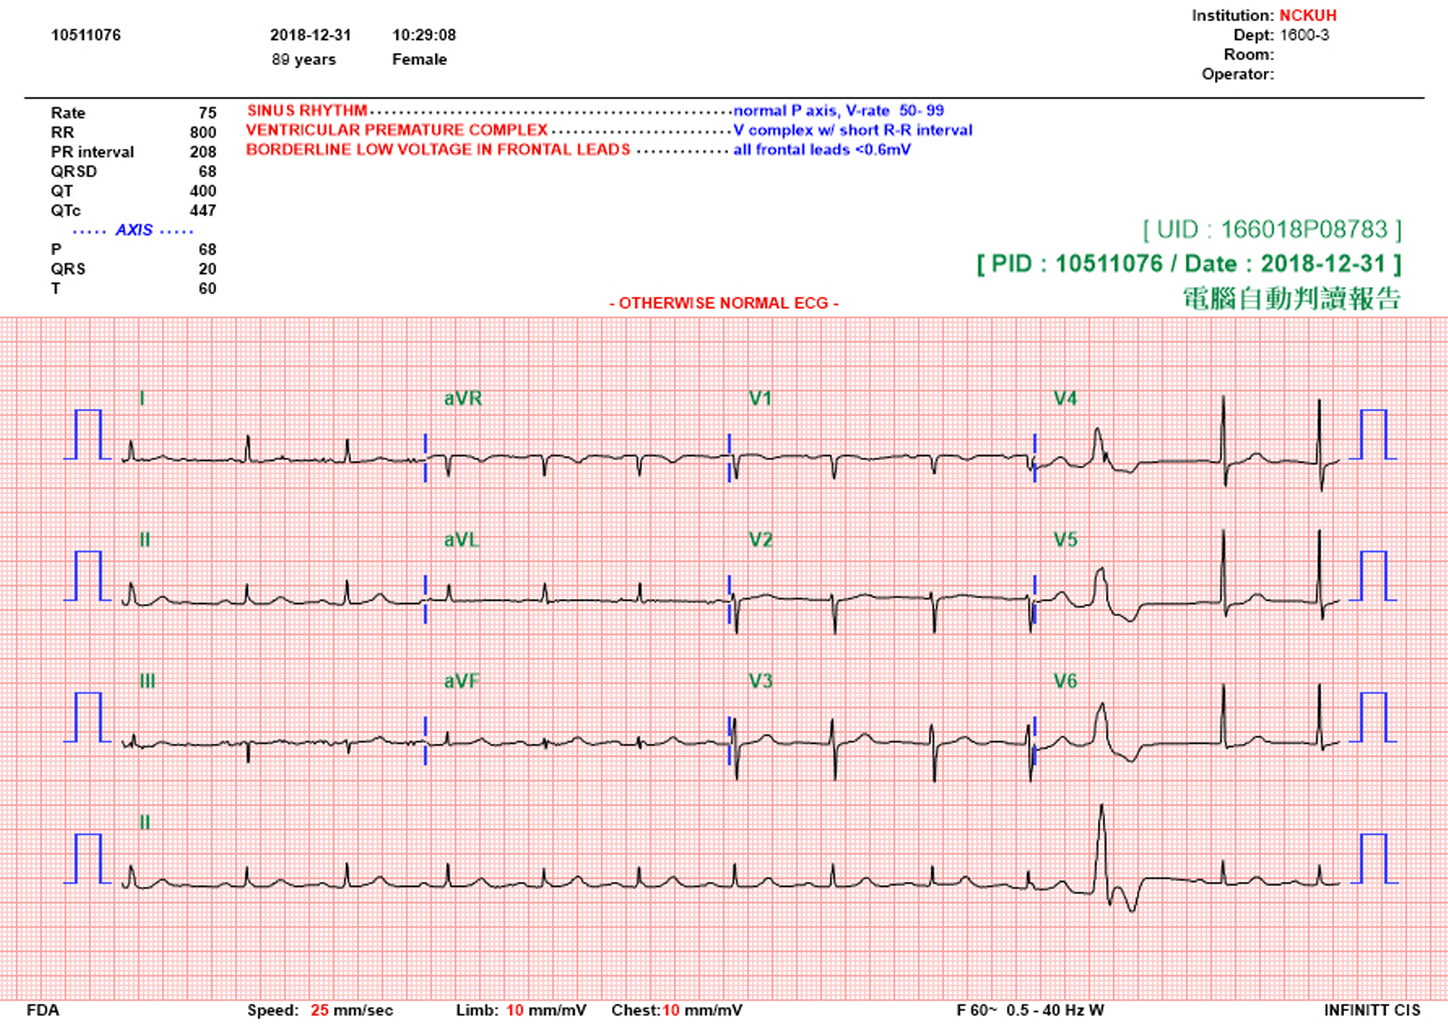 Institution: NCKUH
10511076 2018-12-31 10:29:08 Dept: 1600-3
89 years Female Room:
Operator:
Rate 75 SINUS RHYTHM normal P axis, V-rate 50- 99
RR 800 VENTRICULAR PREMATURE COMPLEX V complex w/ short R-R interval
PR interval 208 BORDERLINE LOW VOLTAGE IN FRONTAL LEADS all frontal leads <0.6mV
QRSD 68
QT 400
QTc 447
····· AXIS ·····
P 68
QRS 20
T 60
[ UID : 166018P08783 ]
[ PID : 10511076 / Date : 2018-12-31 ]
電腦自動判讀報告
- OTHERWISE NORMAL ECG -
I aVR V1 V4
II aVL V2 V5
III aVF V3 V6
II
FDA Speed: 25 mm/sec Limb: 10 mm/mV Chest:10 mm/mV F 60~ 0.5 - 40 Hz W INFINITT CIS